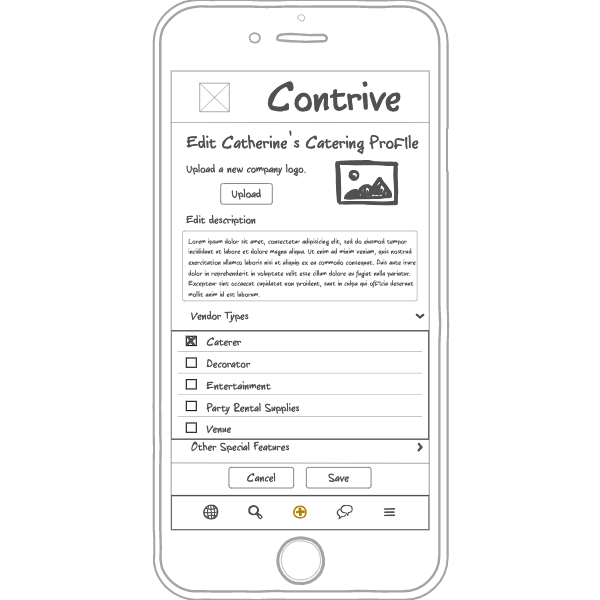 Contrive
Edit Catherine's Catering Profile
Upload a new company logo.
Upload
Edit description
Lorem ipsum dolor sit amet, consectetur adipisicing elit, sed do eiusmod tempor
incididunt ut labore et dolore magna aliqua. Ut enim ad minim veniam, quis nostrud
exercitation ullamco laboris nisi ut aliquip ex ea commodo consequat. Duis aute irure
dolor in reprehenderit in voluptate velit esse cillum dolore eu fugiat nulla pariatur.
Excepteur sint occaecat cupidatat non proident, sunt in culpa qui officia deserunt
mollit anim id est laborum.
Vendor Types
Caterer
Decorator
Entertainment
Party Rental Supplies
Venue
Other Special Features
Cancel
Save